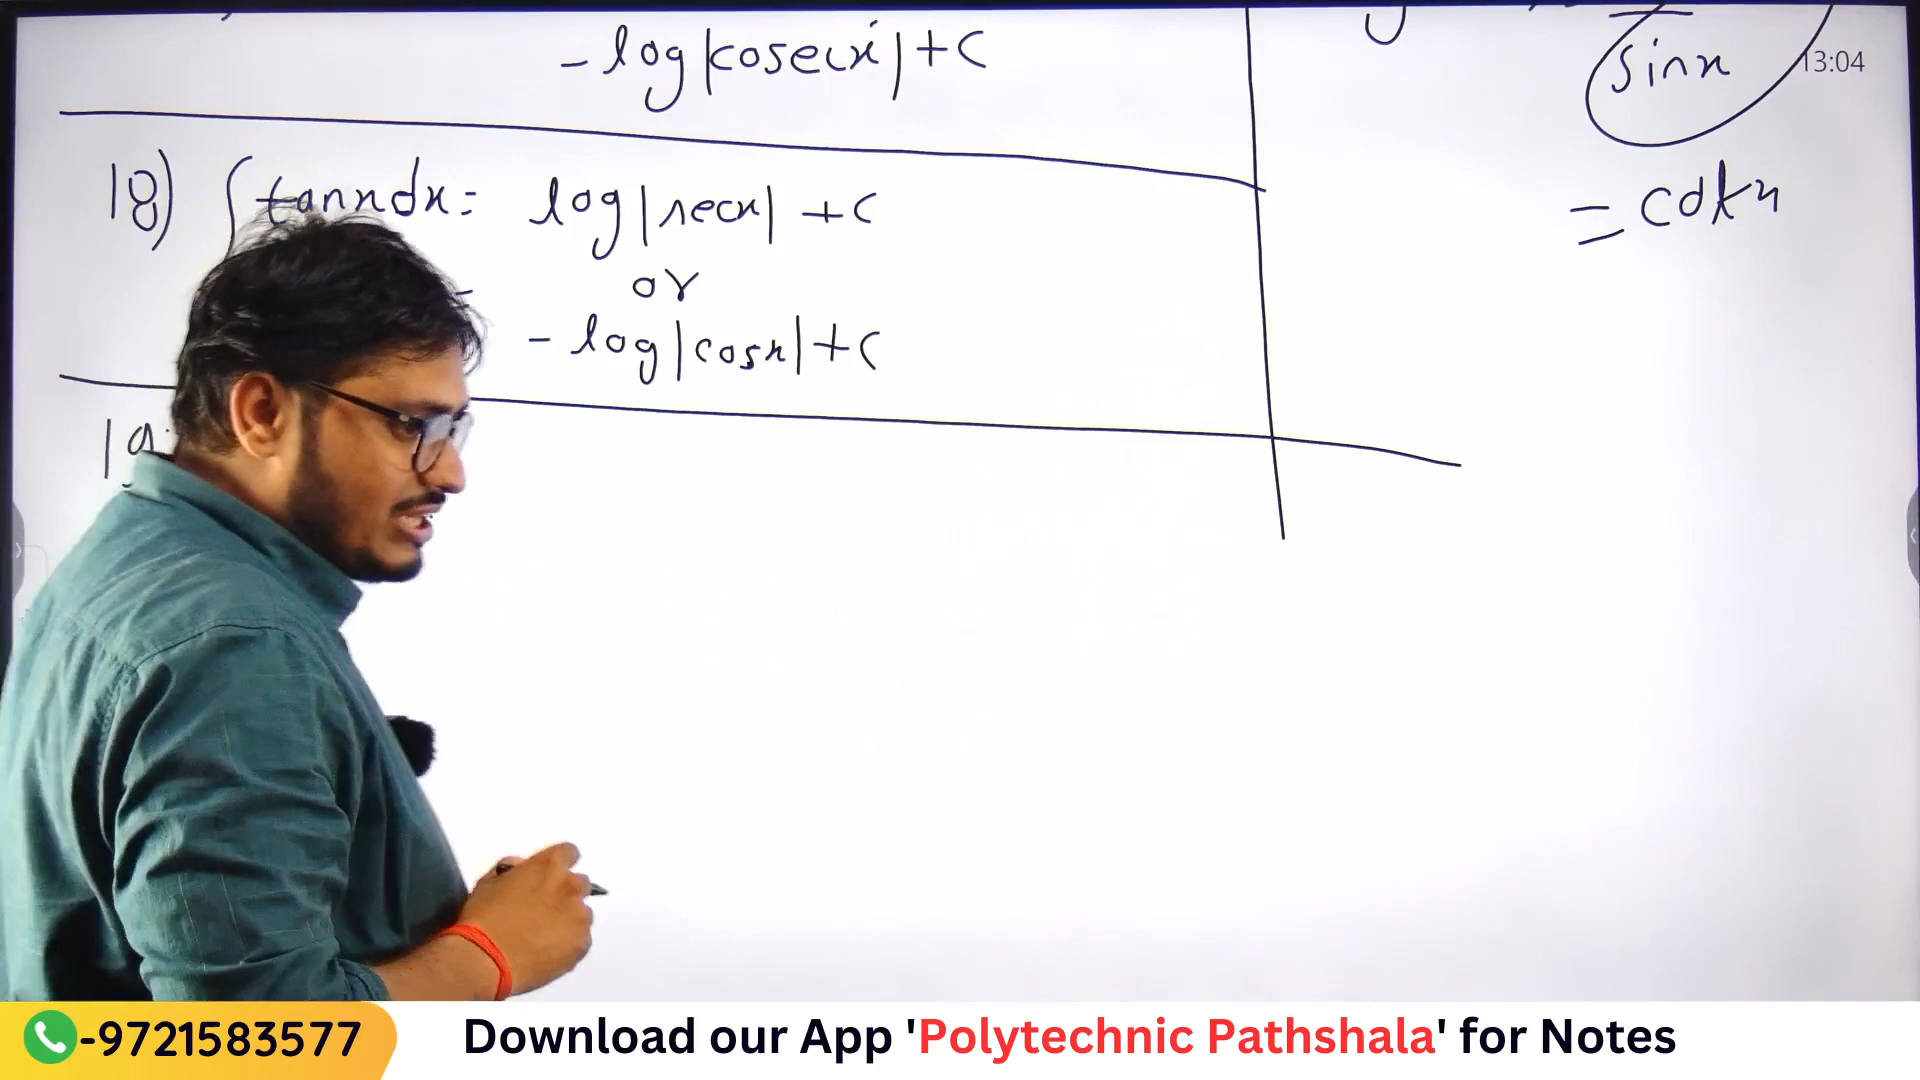 - log|cosecx| + c
sinx
13:04
18) ∫tanxdx = log|secx| + c
= cotx
or
=
- log|cosx| + c
19
-9721583577
Download our App 'Polytechnic Pathshala' for Notes